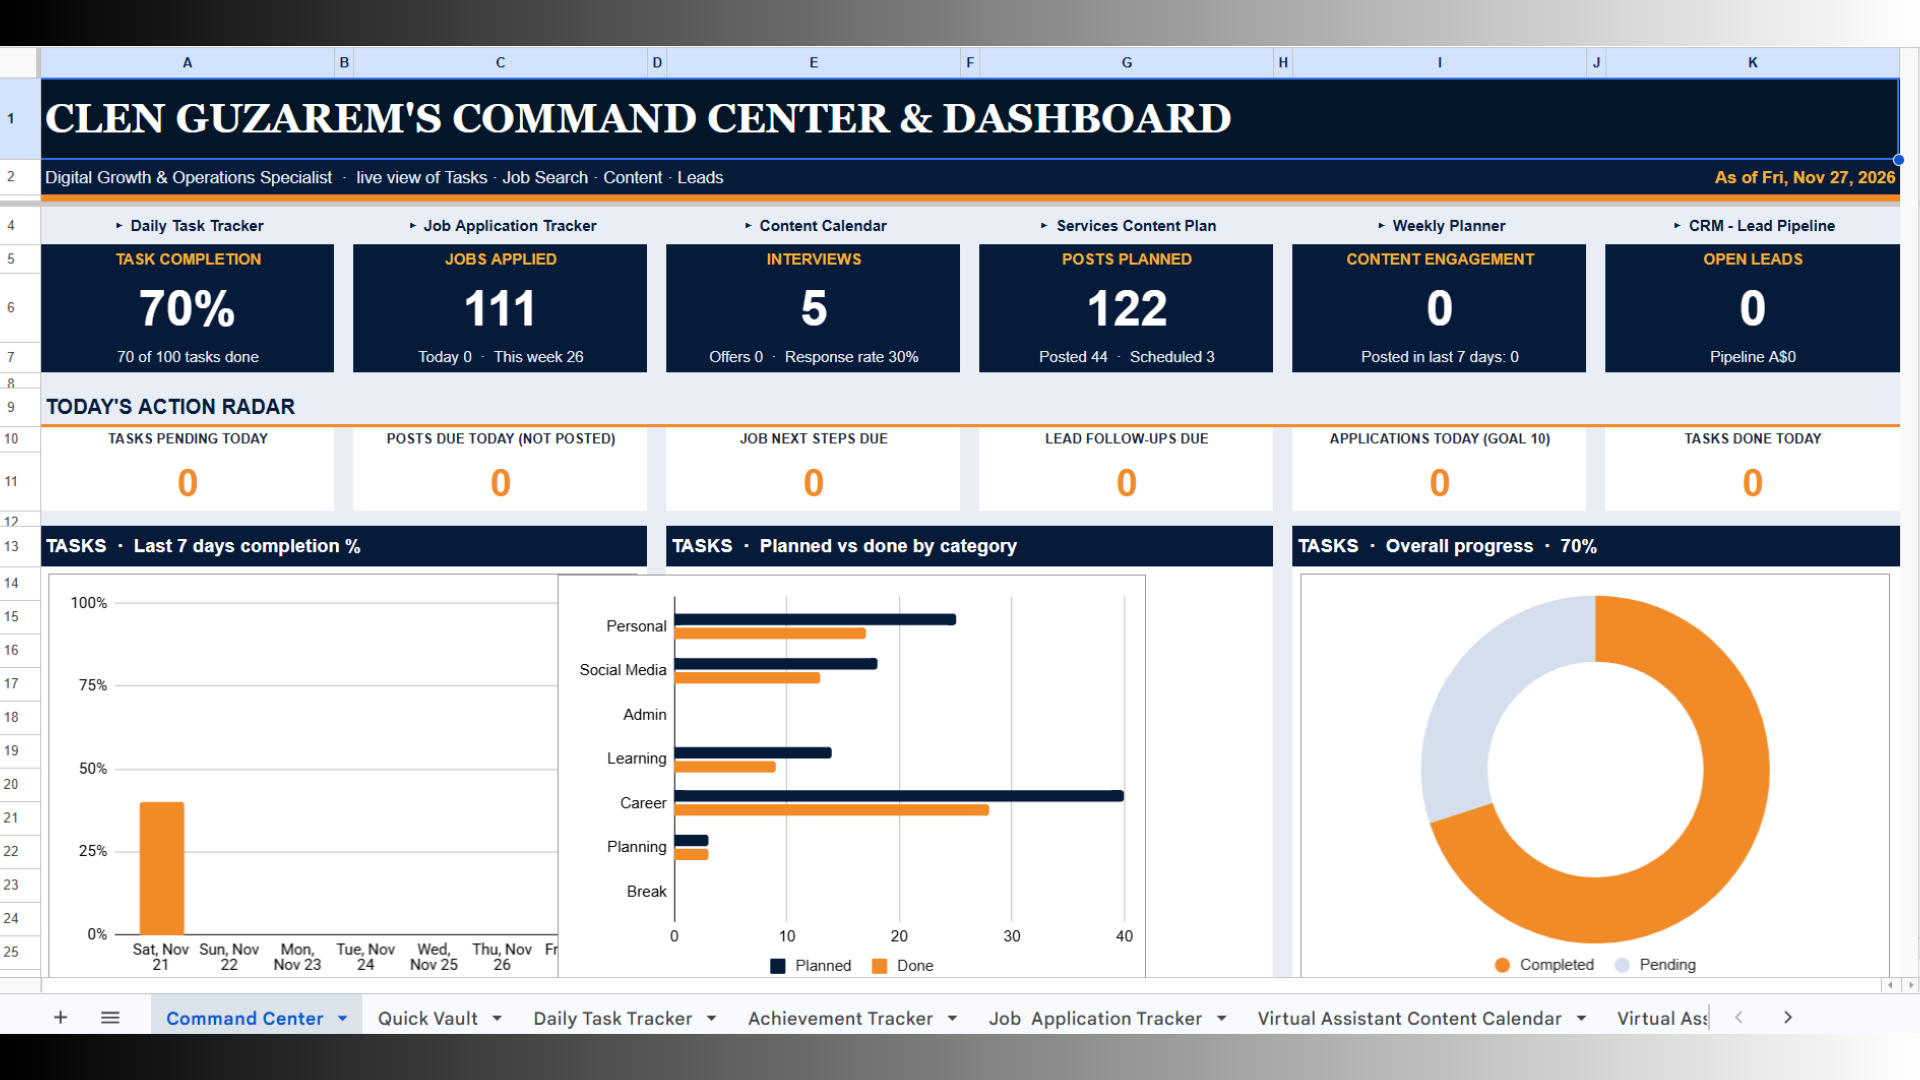 A B C D E F G H I J K
1 CLEN GUZAREM'S COMMAND CENTER & DASHBOARD
2 Digital Growth & Operations Specialist · live view of Tasks · Job Search · Content · Leads As of Fri, Nov 27, 2026
4 ► Daily Task Tracker ► Job Application Tracker ► Content Calendar ► Services Content Plan ► Weekly Planner ► CRM - Lead Pipeline
5 TASK COMPLETION JOBS APPLIED INTERVIEWS POSTS PLANNED CONTENT ENGAGEMENT OPEN LEADS
6 70% 111 5 122 0 0
7 70 of 100 tasks done Today 0 · This week 26 Offers 0 · Response rate 30% Posted 44 · Scheduled 3 Posted in last 7 days: 0 Pipeline A$0
8
9 TODAY'S ACTION RADAR
10 TASKS PENDING TODAY POSTS DUE TODAY (NOT POSTED) JOB NEXT STEPS DUE LEAD FOLLOW-UPS DUE APPLICATIONS TODAY (GOAL 10) TASKS DONE TODAY
11 0 0 0 0 0 0
12
13 TASKS · Last 7 days completion % TASKS · Planned vs done by category TASKS · Overall progress · 70%
14
15
16
17
18
19
20
21
22
23
24
25
100%
75%
50%
25%
0%
Sat, Nov 21 Sun, Nov 22 Mon, Nov 23 Tue, Nov 24 Wed, Nov 25 Thu, Nov 26 Fr
Personal
Social Media
Admin
Learning
Career
Planning
Break
0 10 20 30 40
Planned Done
Completed Pending
+ Command Center Quick Vault Daily Task Tracker Achievement Tracker Job Application Tracker Virtual Assistant Content Calendar Virtual Ass